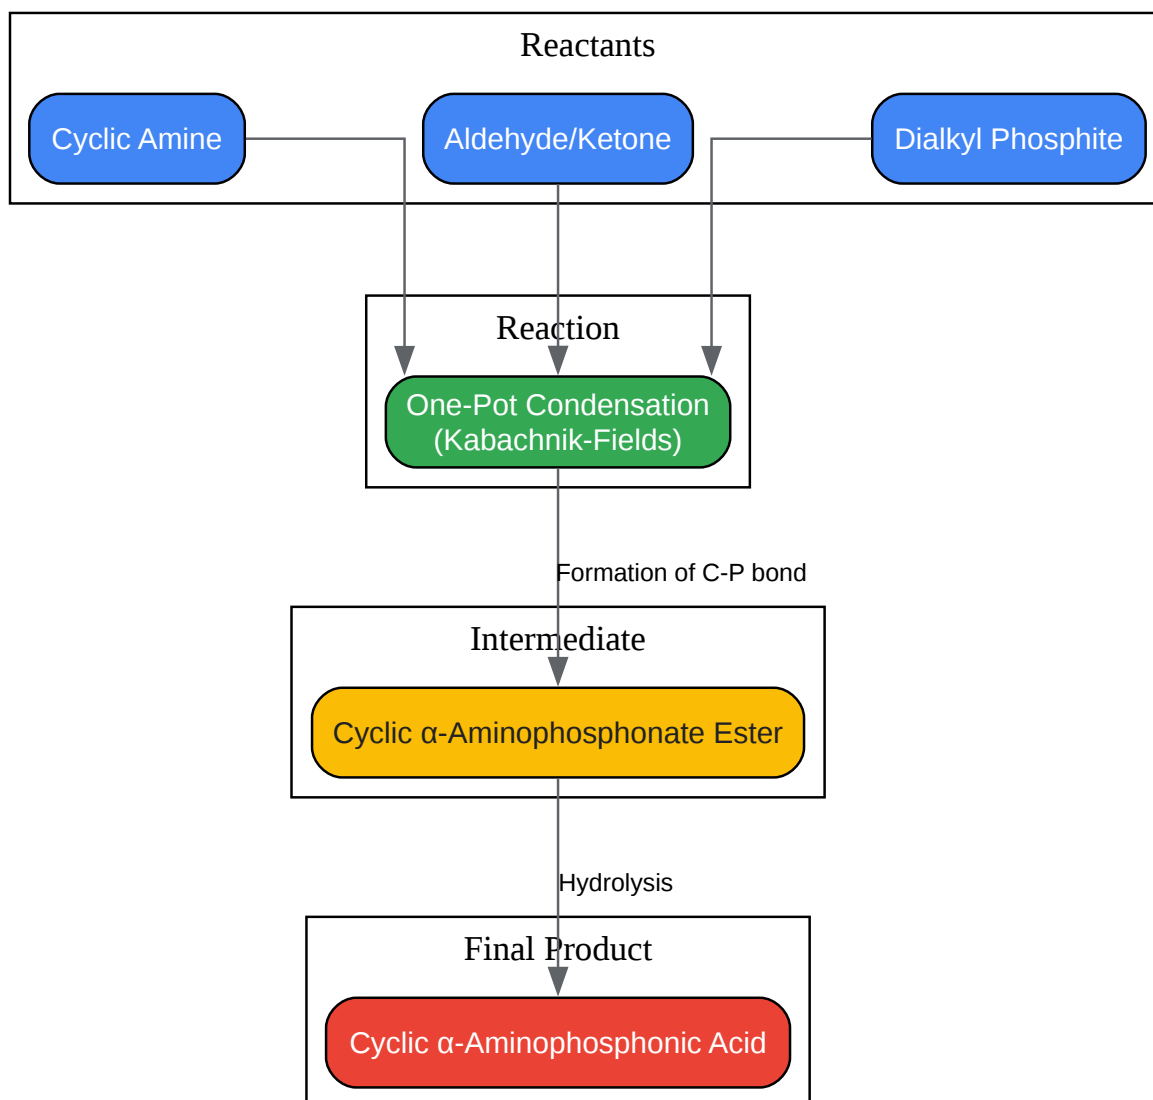 Reactants
Cyclic Amine
Aldehyde/Ketone
Dialkyl Phosphite
Reaction
One-Pot Condensation
(Kabachnik-Fields)
Formation of C-P bond
Intermediate
Cyclic α-Aminophosphonate Ester
Hydrolysis
Final Product
Cyclic α-Aminophosphonic Acid